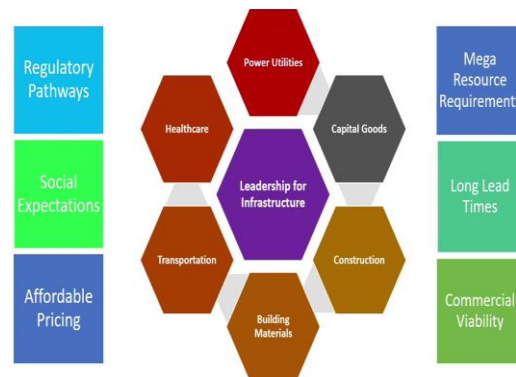 Regulatory
Pathways
Social
Expectations
Affordable
Pricing
Power Utilities
Healthcare
Capital Goods
Leadership for
Infrastructure
Transportation
Construction
Building
Materials
Mega
Resource
Requirement
Long Lead
Times
Commercial
Viability